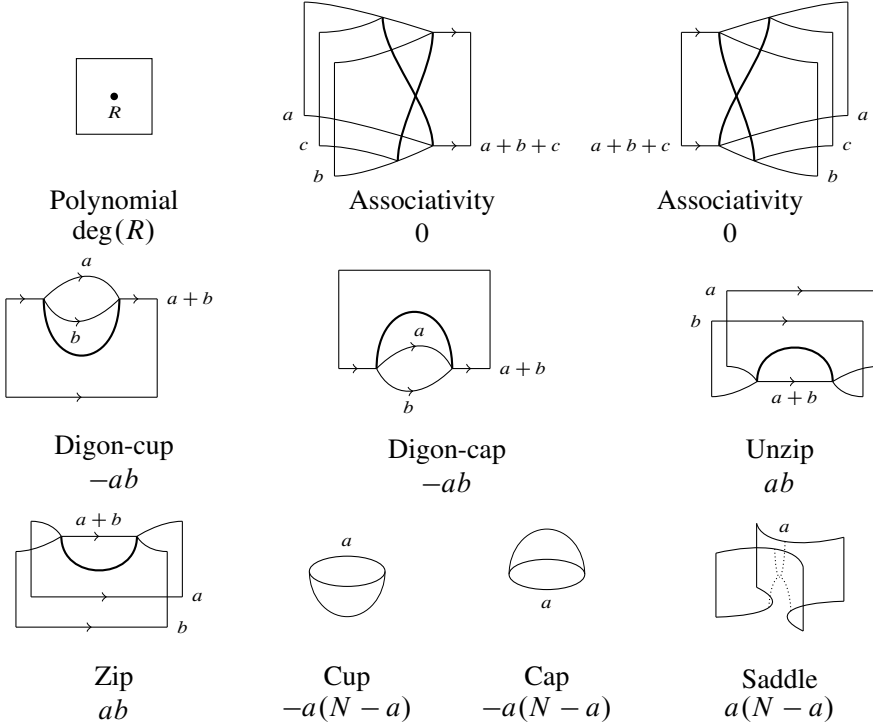 R
a
c
b
a + b + c
a + b + c
a
c
b
Polynomial
deg(R)
Associativity
0
Associativity
0
a
b
a + b
a
b
a + b
a
b
a + b
Digon-cup
−ab
Digon-cap
−ab
Unzip
ab
a + b
a
b
a
a
a
Zip
ab
Cup
−a(N − a)
Cap
−a(N − a)
Saddle
a(N − a)